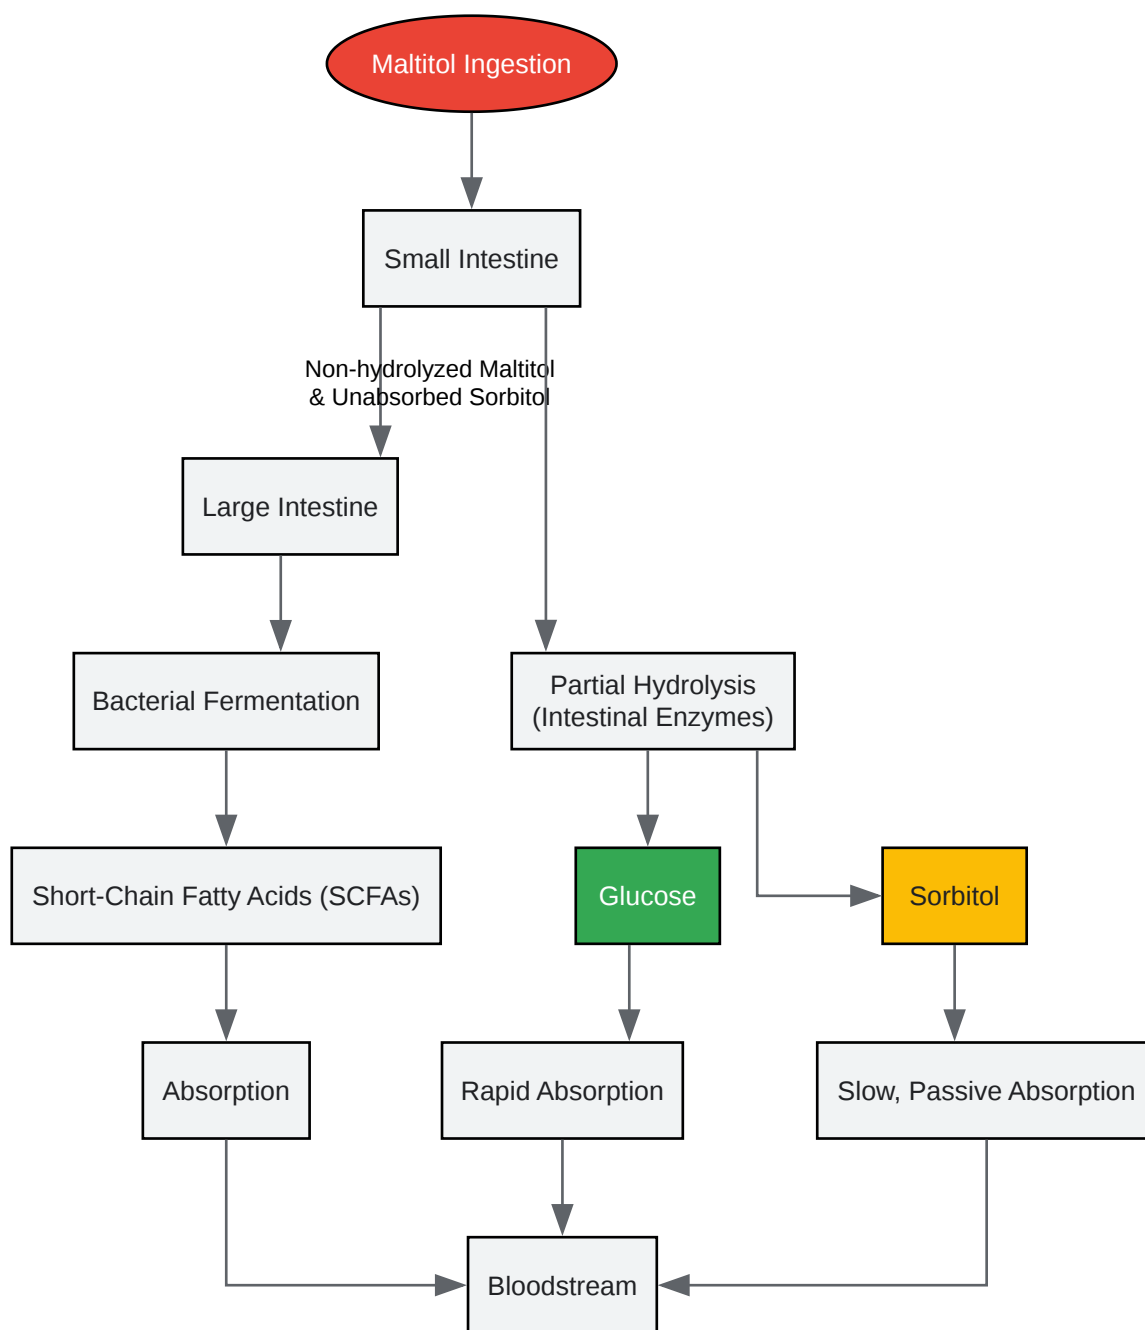 Maltitol Ingestion
Small Intestine
Non-hydrolyzed Maltitol
& Unabsorbed Sorbitol
Large Intestine
Bacterial Fermentation
Partial Hydrolysis
(Intestinal Enzymes)
Short-Chain Fatty Acids (SCFAs)
Glucose
Sorbitol
Absorption
Rapid Absorption
Slow, Passive Absorption
Bloodstream